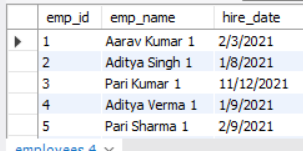 emp_id emp_name hire_date
1 Aarav Kumar 1 2/3/2021
2 Aditya Singh 1 1/8/2021
3 Pari Kumar 1 11/12/2021
4 Aditya Verma 1 1/9/2021
5 Pari Sharma 1 2/9/2021
employees 4